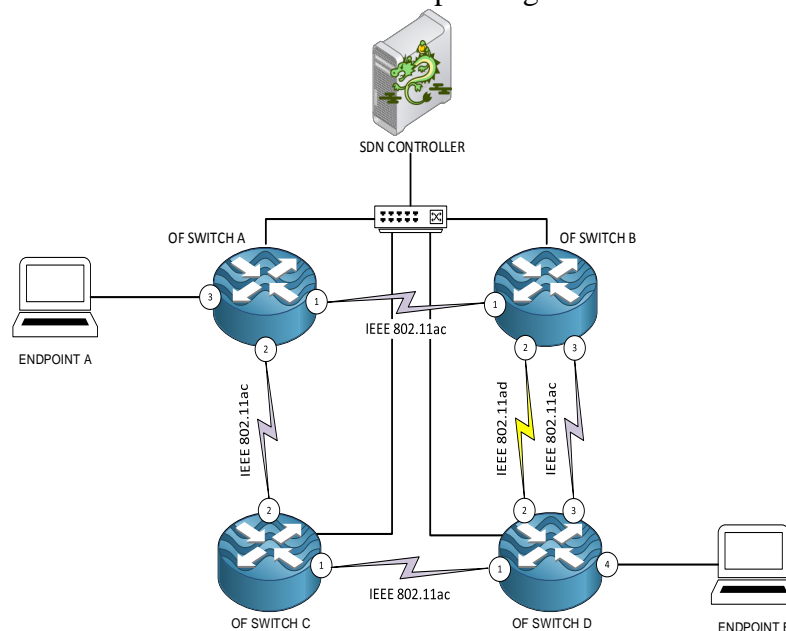 SDN CONTROLLER
OF SWITCH A
OF SWITCH B
3
1
1
IEEE 802.11ac
ENDPOINT A
2
2
3
IEEE 802.11ac
IEEE 802.11ad
IEEE 802.11ac
2
2
3
1
1
4
IEEE 802.11ac
OF SWITCH C
OF SWITCH D
ENDPOINT